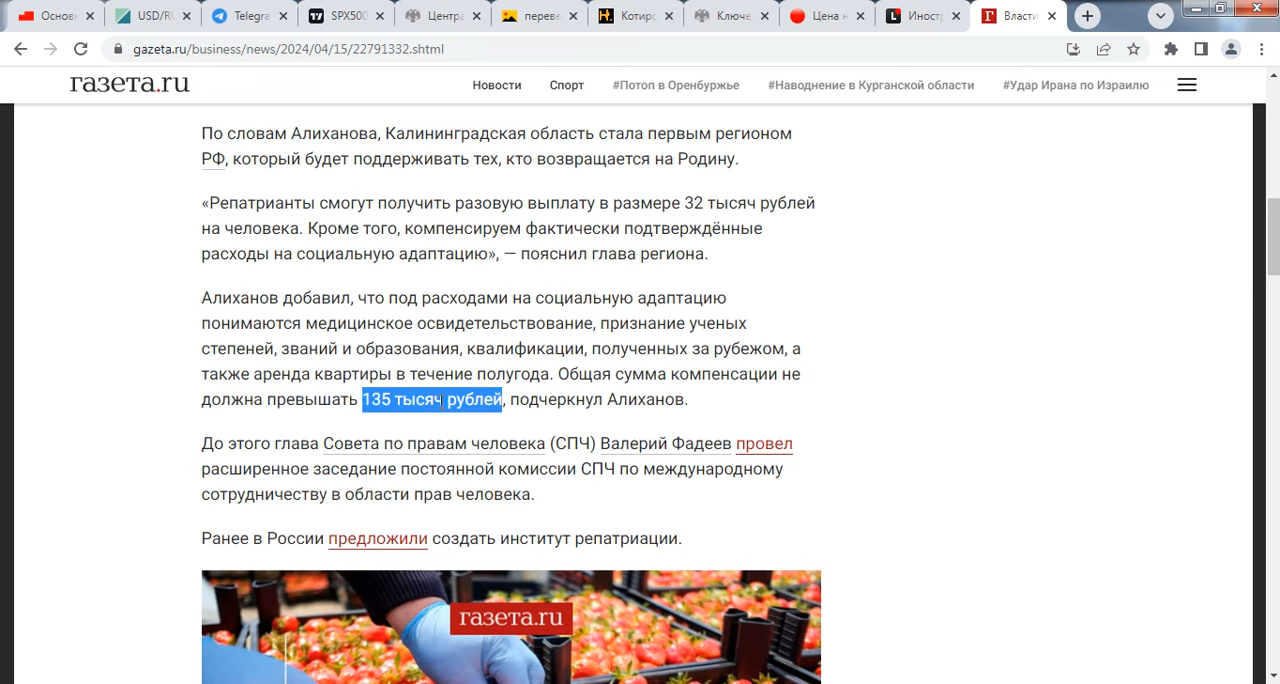 Основ
USD/RU
Telegra
SPX500
Центра
переве
Котирс
Ключе
Цена н
Иност
Власти
gazeta.ru/business/news/2024/04/15/22791332.shtml
газета.ru
Новости
Спорт
#Потоп в Оренбуржье
#Наводнение в Курганской области
#Удар Ирана по Израилю
По словам Алиханова, Калининградская область стала первым регионом
РФ, который будет поддерживать тех, кто возвращается на Родину.
«Репатрианты смогут получить разовую выплату в размере 32 тысяч рублей
на человека. Кроме того, компенсируем фактически подтверждённые
расходы на социальную адаптацию», — пояснил глава региона.
Алиханов добавил, что под расходами на социальную адаптацию
понимаются медицинское освидетельствование, признание ученых
степеней, званий и образования, квалификации, полученных за рубежом, а
также аренда квартиры в течение полугода. Общая сумма компенсации не
должна превышать 135 тысяч рублей, подчеркнул Алиханов.
До этого глава Совета по правам человека (СПЧ) Валерий Фадеев провел
расширенное заседание постоянной комиссии СПЧ по международному
сотрудничеству в области прав человека.
Ранее в России предложили создать институт репатриации.
газета.ru